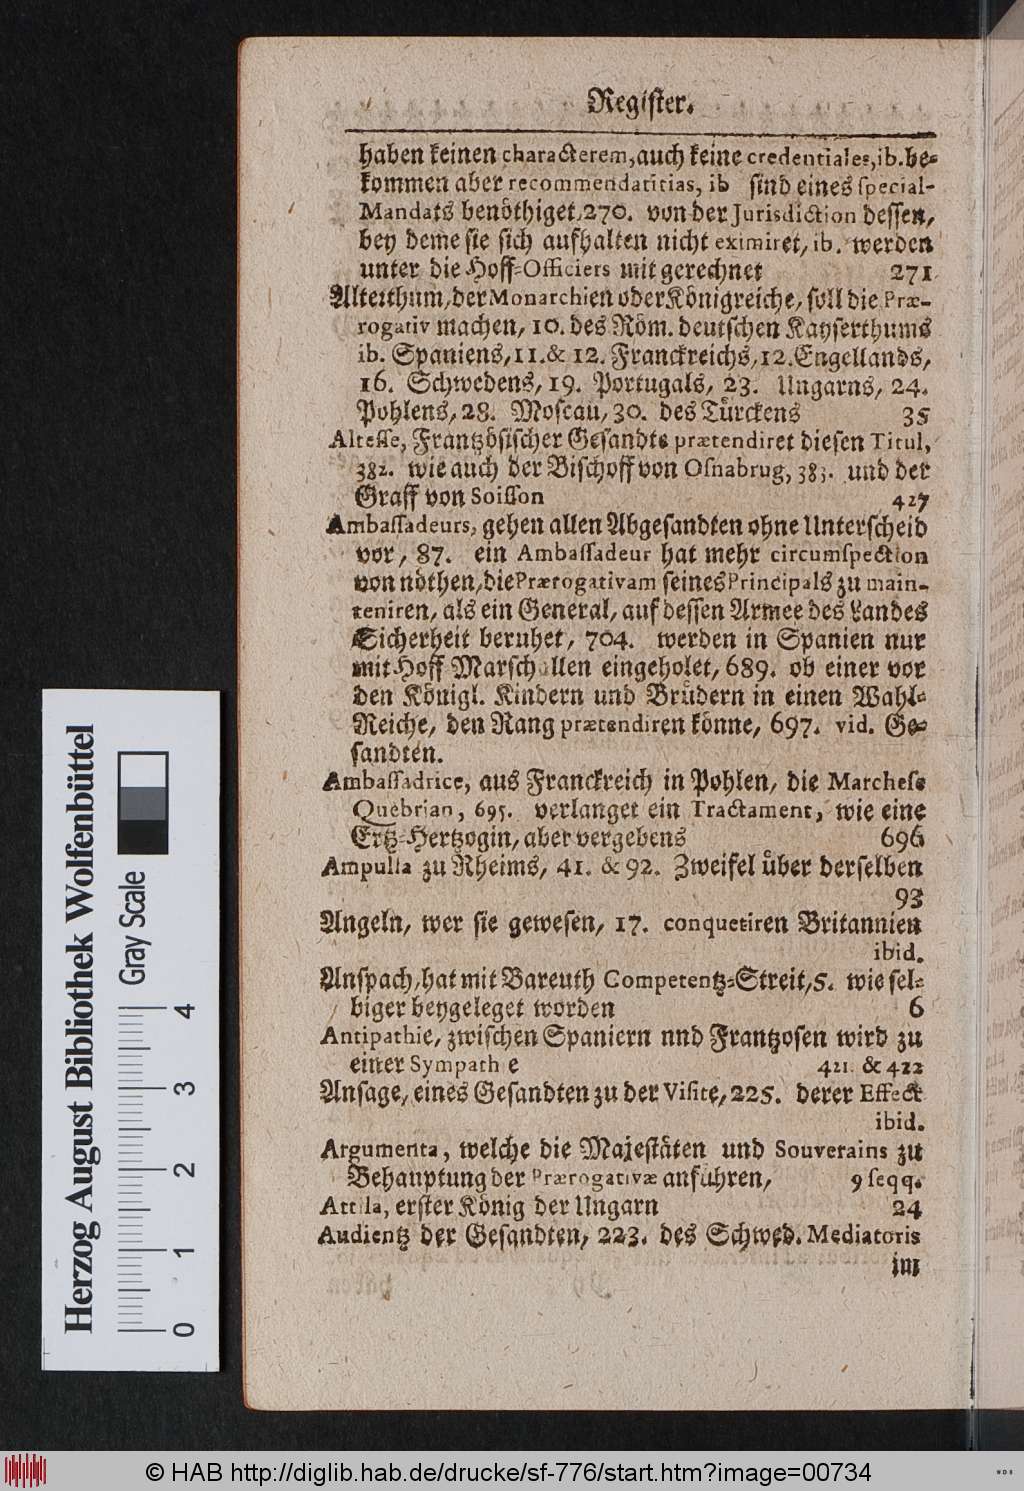 Register.
haben keinen characterem, auch keine credentiales, ib. be-
kommen aber recommendatitias, ib sind eines special-
Mandats benöthiget, 270. von der Jurisdiction dessen,
bey deme sie sich aufhalten nicht eximiret, ib. werden
unter die Hoff-Officiers mit gerechnet 271
Alterthum, der Monarchien oder Königreiche, soll die Præ-
rogativ machen, 10. des Röm. deutschen Kayserthums
ib. Spaniens, 11. & 12. Franckreichs, 12. Engellands,
16. Schwedens, 19. Portugals, 23. Ungarns, 24.
Pohlens, 28. Moscau, 30. des Türckens 35
Altesse, Frantzösischer Gesandte prætendiret diesen Titul,
382. wie auch der Bischoff von Osnabrug, 383. und der
Graff von Soisson 427
Ambassadeurs, gehen allen Abgesandten ohne Unterscheid
vor, 87. ein Ambassadeur hat mehr circumspection
von nöthen, die Prærogativam seines Principals zu main-
teniren, als ein General, auf dessen Armee des Landes
Sicherheit beruhet, 704. werden in Spanien nur
mit Hoff Marschallen eingeholet, 689. ob einer vor
den Königl. Kindern und Brüdern in einen Wahl-
Reiche, den Rang prætendiren könne, 697. vid. Ge-
sandten.
Ambassadrice, aus Franckreich in Pohlen, die Marchese
Quebrian, 695. verlanget ein Tractament, wie eine
Ertz-Hertzogin, aber vergebens 696
Ampulla zu Rheims, 41. & 92. Zweifel über derselben
93
Angeln, wer sie gewesen, 17. conquetiren Britannien
ibid.
Anspach, hat mit Bareuth Competentz-Streit, 5. wie sel-
biger beygeleget worden 6
Antipathie, zwischen Spaniern nnd Frantzosen wird zu
einer Sympath e 421. & 422
Ansage, eines Gesandten zu der Visite, 225. derer Effect
ibid.
Argumenta, welche die Majestäten und Souverains zu
Behauptung der Prærogativæ anführen, 9 seqq.
Attila, erster König der Ungarn 24
Audientz der Gesandten, 223. des Schwed. Mediatoris
im
Herzog August Bibliothek Wolfenbüttel
Gray Scale
0 1 2 3 4
© HAB http://diglib.hab.de/drucke/sf-776/start.htm?image=00734
WDB